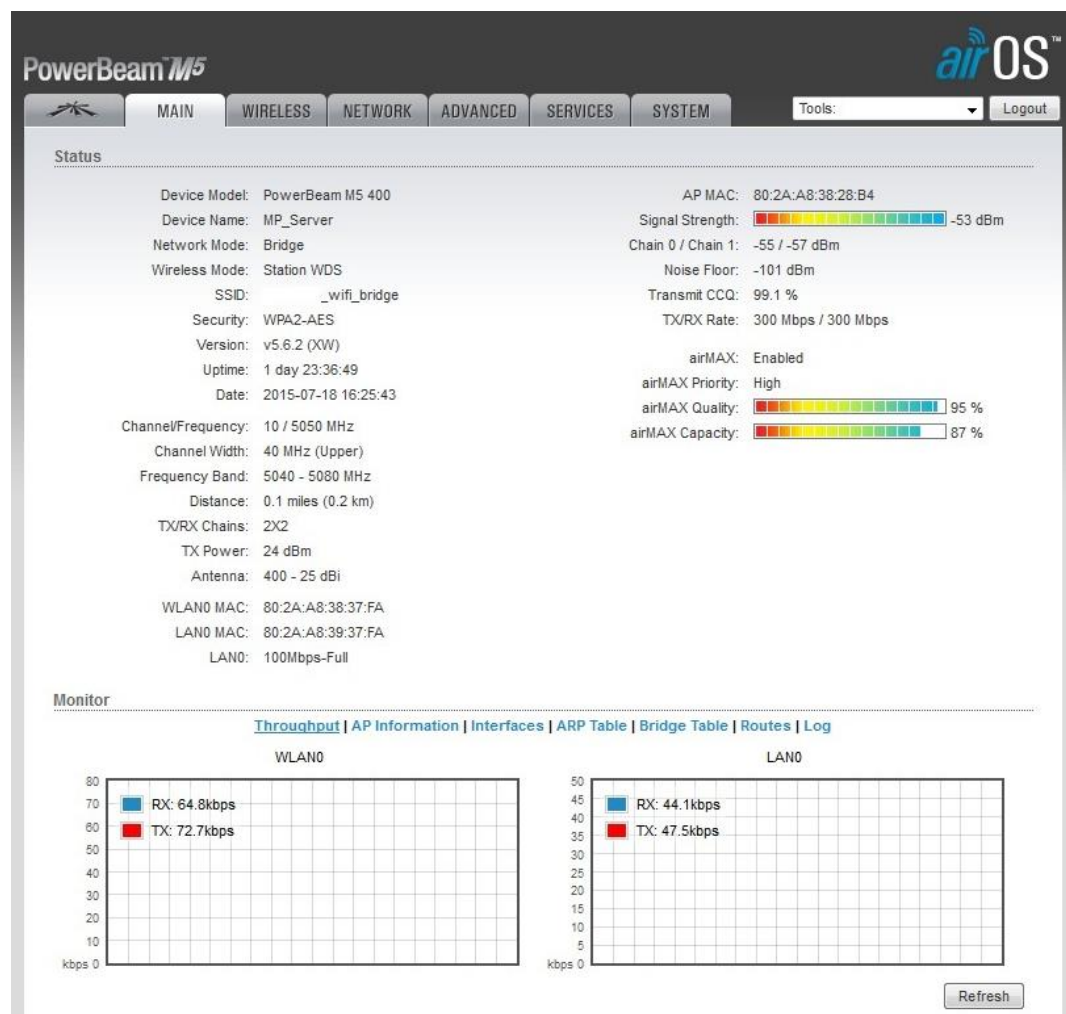 PowerBeam™ M5
airOS™
MAIN WIRELESS NETWORK ADVANCED SERVICES SYSTEM Tools: Logout
Status
Device Model: PowerBeam M5 400
Device Name: MP_Server
Network Mode: Bridge
Wireless Mode: Station WDS
SSID: _wifi_bridge
Security: WPA2-AES
Version: v5.6.2 (XW)
Uptime: 1 day 23:36:49
Date: 2015-07-18 16:25:43
Channel/Frequency: 10 / 5050 MHz
Channel Width: 40 MHz (Upper)
Frequency Band: 5040 - 5080 MHz
Distance: 0.1 miles (0.2 km)
TX/RX Chains: 2X2
TX Power: 24 dBm
Antenna: 400 - 25 dBi
WLAN0 MAC: 80:2A:A8:38:37:FA
LAN0 MAC: 80:2A:A8:39:37:FA
LAN0: 100Mbps-Full
AP MAC: 80:2A:A8:38:28:B4
Signal Strength: -53 dBm
Chain 0 / Chain 1: -55 / -57 dBm
Noise Floor: -101 dBm
Transmit CCQ: 99.1 %
TX/RX Rate: 300 Mbps / 300 Mbps
airMAX: Enabled
airMAX Priority: High
airMAX Quality: 95 %
airMAX Capacity: 87 %
Monitor
Throughput | AP Information | Interfaces | ARP Table | Bridge Table | Routes | Log
WLAN0
80
70
60
50
40
30
20
10
kbps 0
RX: 64.8kbps
TX: 72.7kbps
LAN0
50
45
40
35
30
25
20
15
10
5
kbps 0
RX: 44.1kbps
TX: 47.5kbps
Refresh